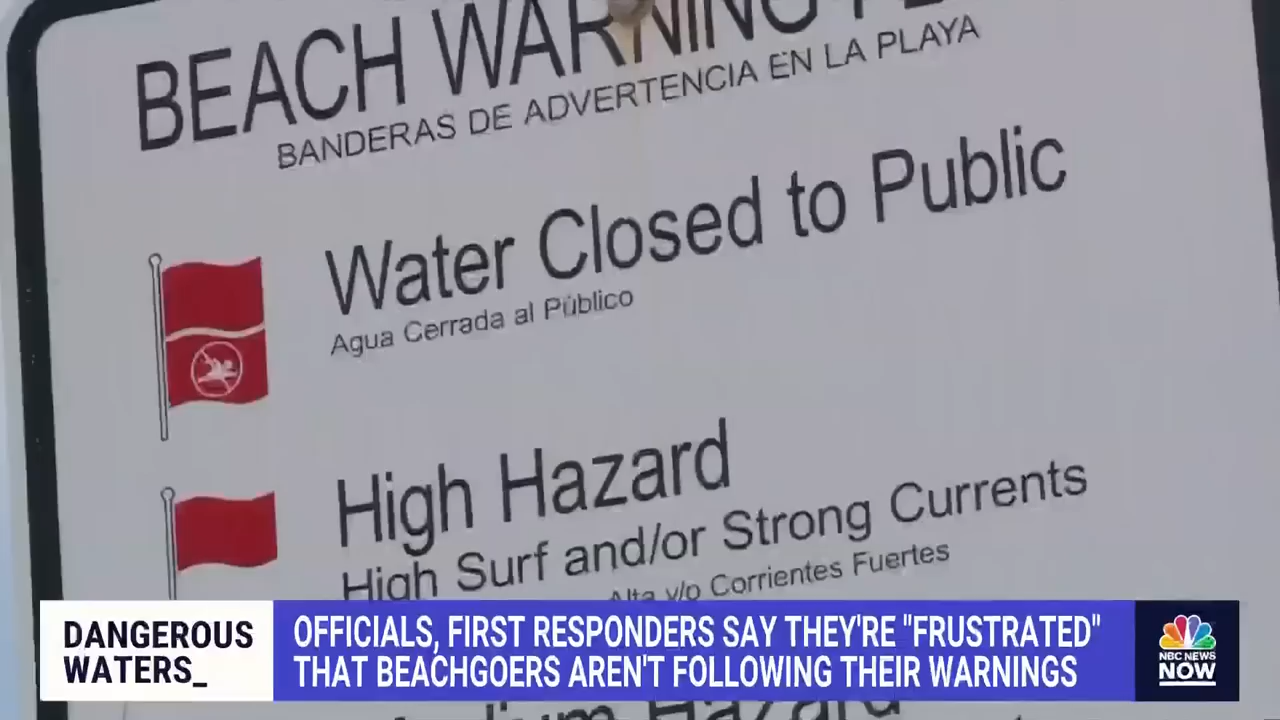 BEACH WARNING
BANDERAS DE ADVERTENCIA EN LA PLAYA
Water Closed to Public
Agua Cerrada al Público
High Hazard
High Surf and/or Strong Currents
Alta y/o Corrientes Fuertes
DANGEROUS
WATERS_
OFFICIALS, FIRST RESPONDERS SAY THEY'RE "FRUSTRATED"
THAT BEACHGOERS AREN'T FOLLOWING THEIR WARNINGS
NBC NEWS
NOW
Hazard